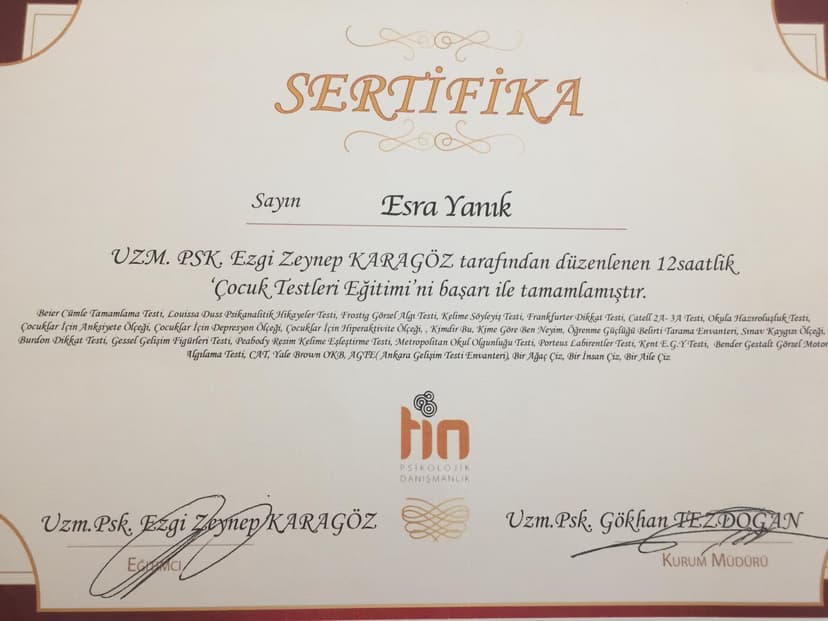 SERTİFİKA
Sayın Esra Yanık
UZM. PSK. Ezgi Zeynep KARAGÖZ tarafından düzenlenen 12saatlik
‘Çocuk Testleri Eğitimi’ni başarı ile tamamlamıştır.
Beier Cümle Tamamlama Testi, Louissa Duss Psikanalitik Hikayeler Testi, Frostig Görsel Algı Testi, Kelime Söyleyiş Testi, Frankfurter Dikkat Testi, Catell 2A- 3A Testi, Okula Hazıroluşluk Testi,
Çocuklar İçin Anksiyete Ölçeği, Çocuklar İçin Depresyon Ölçeği, Çocuklar İçin Hiperaktivite Ölçeği, , Kimdir Bu, Kime Göre Ben Neyim, Öğrenme Güçlüğü Belirti Tarama Envanteri, Sınav Kaygısın Ölçeği,
Burdon Dikkat Testi, Gessel Gelişim Figürleri Testi, Peabody Resim Kelime Eşleştirme Testi, Metropolitan Okul Olgunluğu Testi, Porteus Labirentler Testi, Kent E.G.Y Testi, Bender Gestalt Görsel Motor
Algılama Testi, CAT, Yale Brown OKB, AGTE( Ankara Gelişim Testi Envanteri), Bir Ağaç Çiz, Bir İnsan Çiz, Bir Aile Çiz
tin
PSİKOLOJİK
DANIŞMANLIK
Uzm.Psk. Ezgi Zeynep KARAGÖZ
EĞİTİMCİ
Uzm.Psk. Gökhan TEZDOĞAN
KURUM MÜDÜRÜ